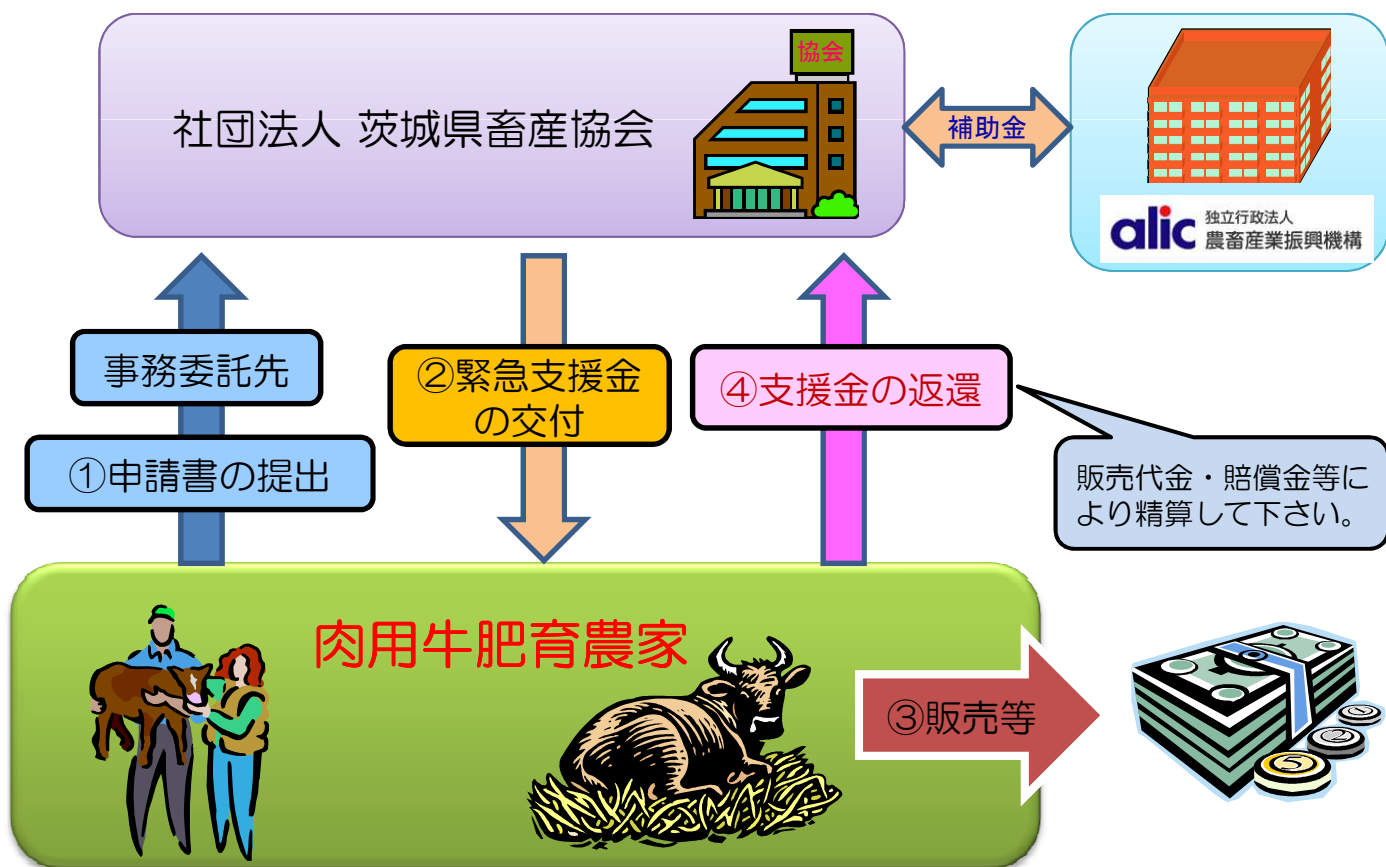 協会
社団法人 茨城県畜産協会
補助金
alic 独立行政法人
農畜産業振興機構
事務委託先
①申請書の提出
②緊急支援金
の交付
④支援金の返還
販売代金・賠償金等に
より精算して下さい。
肉用牛肥育農家
③販売等
1
2
5